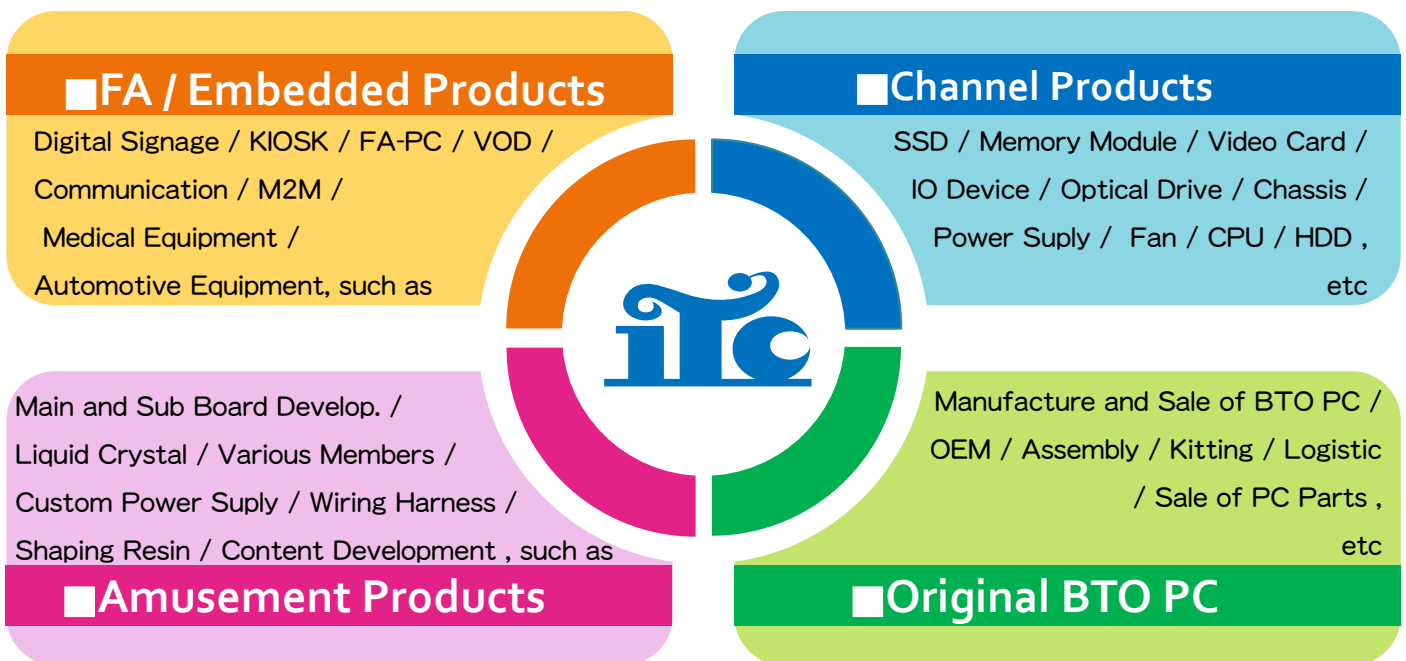 ■FA / Embedded Products
Digital Signage / KIOSK / FA-PC / VOD /
Communication / M2M /
Medical Equipment /
Automotive Equipment, such as
■Channel Products
SSD / Memory Module / Video Card /
IO Device / Optical Drive / Chassis /
Power Suply / Fan / CPU / HDD ,
etc
iTc
Main and Sub Board Develop. /
Liquid Crystal / Various Members /
Custom Power Suply / Wiring Harness /
Shaping Resin / Content Development , such as
■Amusement Products
Manufacture and Sale of BTO PC /
OEM / Assembly / Kitting / Logistic
/ Sale of PC Parts ,
etc
■Original BTO PC